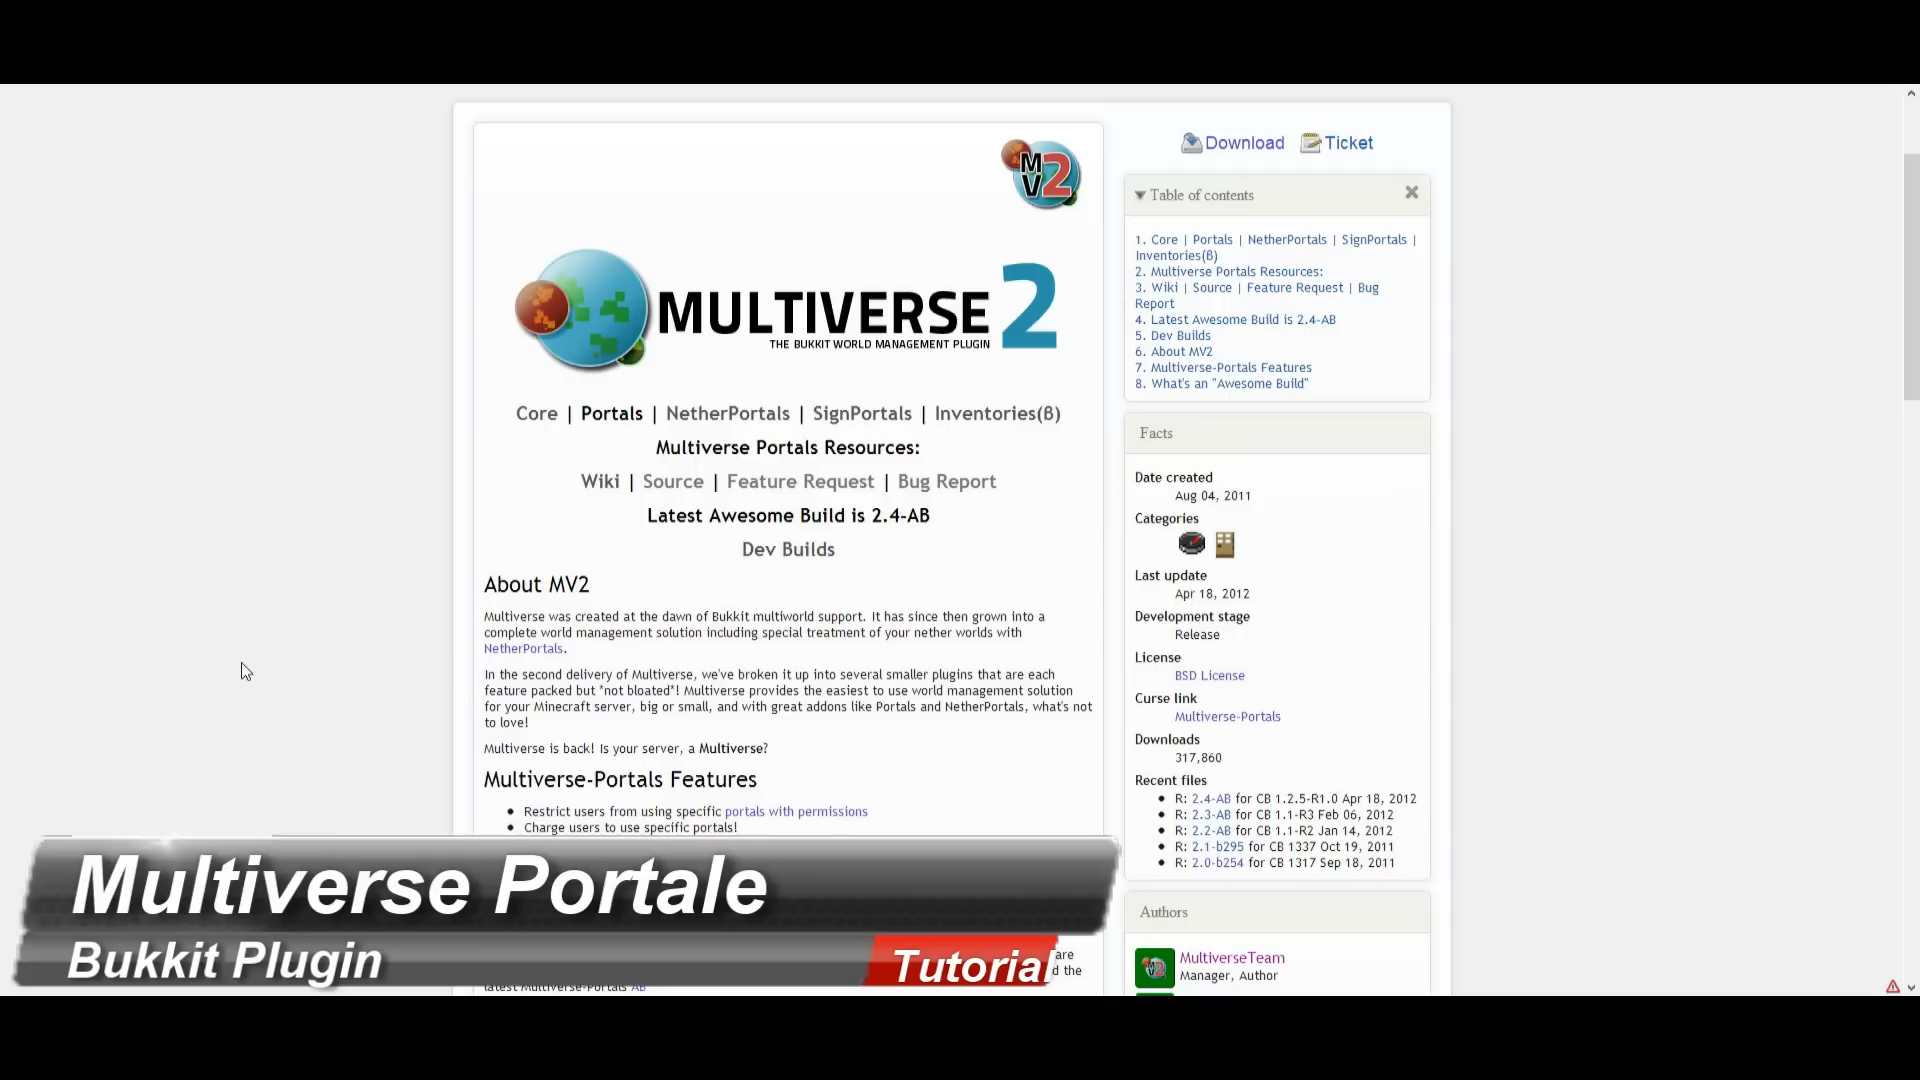 MV2
MULTIVERSE 2
THE BUKKIT WORLD MANAGEMENT PLUGIN
Core | Portals | NetherPortals | SignPortals | Inventories(β)
Multiverse Portals Resources:
Wiki | Source | Feature Request | Bug Report
Latest Awesome Build is 2.4-AB
Dev Builds
About MV2
Multiverse was created at the dawn of Bukkit multiworld support. It has since then grown into a
complete world management solution including special treatment of your nether worlds with
NetherPortals.
In the second delivery of Multiverse, we've broken it up into several smaller plugins that are each
feature packed but *not bloated*! Multiverse provides the easiest to use world management solution
for your Minecraft server, big or small, and with great addons like Portals and NetherPortals, what's not
to love!
Multiverse is back! Is your server, a Multiverse?
Multiverse-Portals Features
• Restrict users from using specific portals with permissions
• Charge users to use specific portals!
are
d the
latest Multiverse-Portals AB
Download Ticket
Table of contents
1. Core | Portals | NetherPortals | SignPortals |
Inventories(β)
2. Multiverse Portals Resources:
3. Wiki | Source | Feature Request | Bug
Report
4. Latest Awesome Build is 2.4-AB
5. Dev Builds
6. About MV2
7. Multiverse-Portals Features
8. What's an "Awesome Build"
Facts
Date created
Aug 04, 2011
Categories
Last update
Apr 18, 2012
Development stage
Release
License
BSD License
Curse link
Multiverse-Portals
Downloads
317,860
Recent files
• R: 2.4-AB for CB 1.2.5-R1.0 Apr 18, 2012
• R: 2.3-AB for CB 1.1-R3 Feb 06, 2012
• R: 2.2-AB for CB 1.1-R2 Jan 14, 2012
• R: 2.1-b295 for CB 1337 Oct 19, 2011
• R: 2.0-b254 for CB 1317 Sep 18, 2011
Authors
MultiverseTeam
Manager, Author
Multiverse Portale
Bukkit Plugin
Tutorial